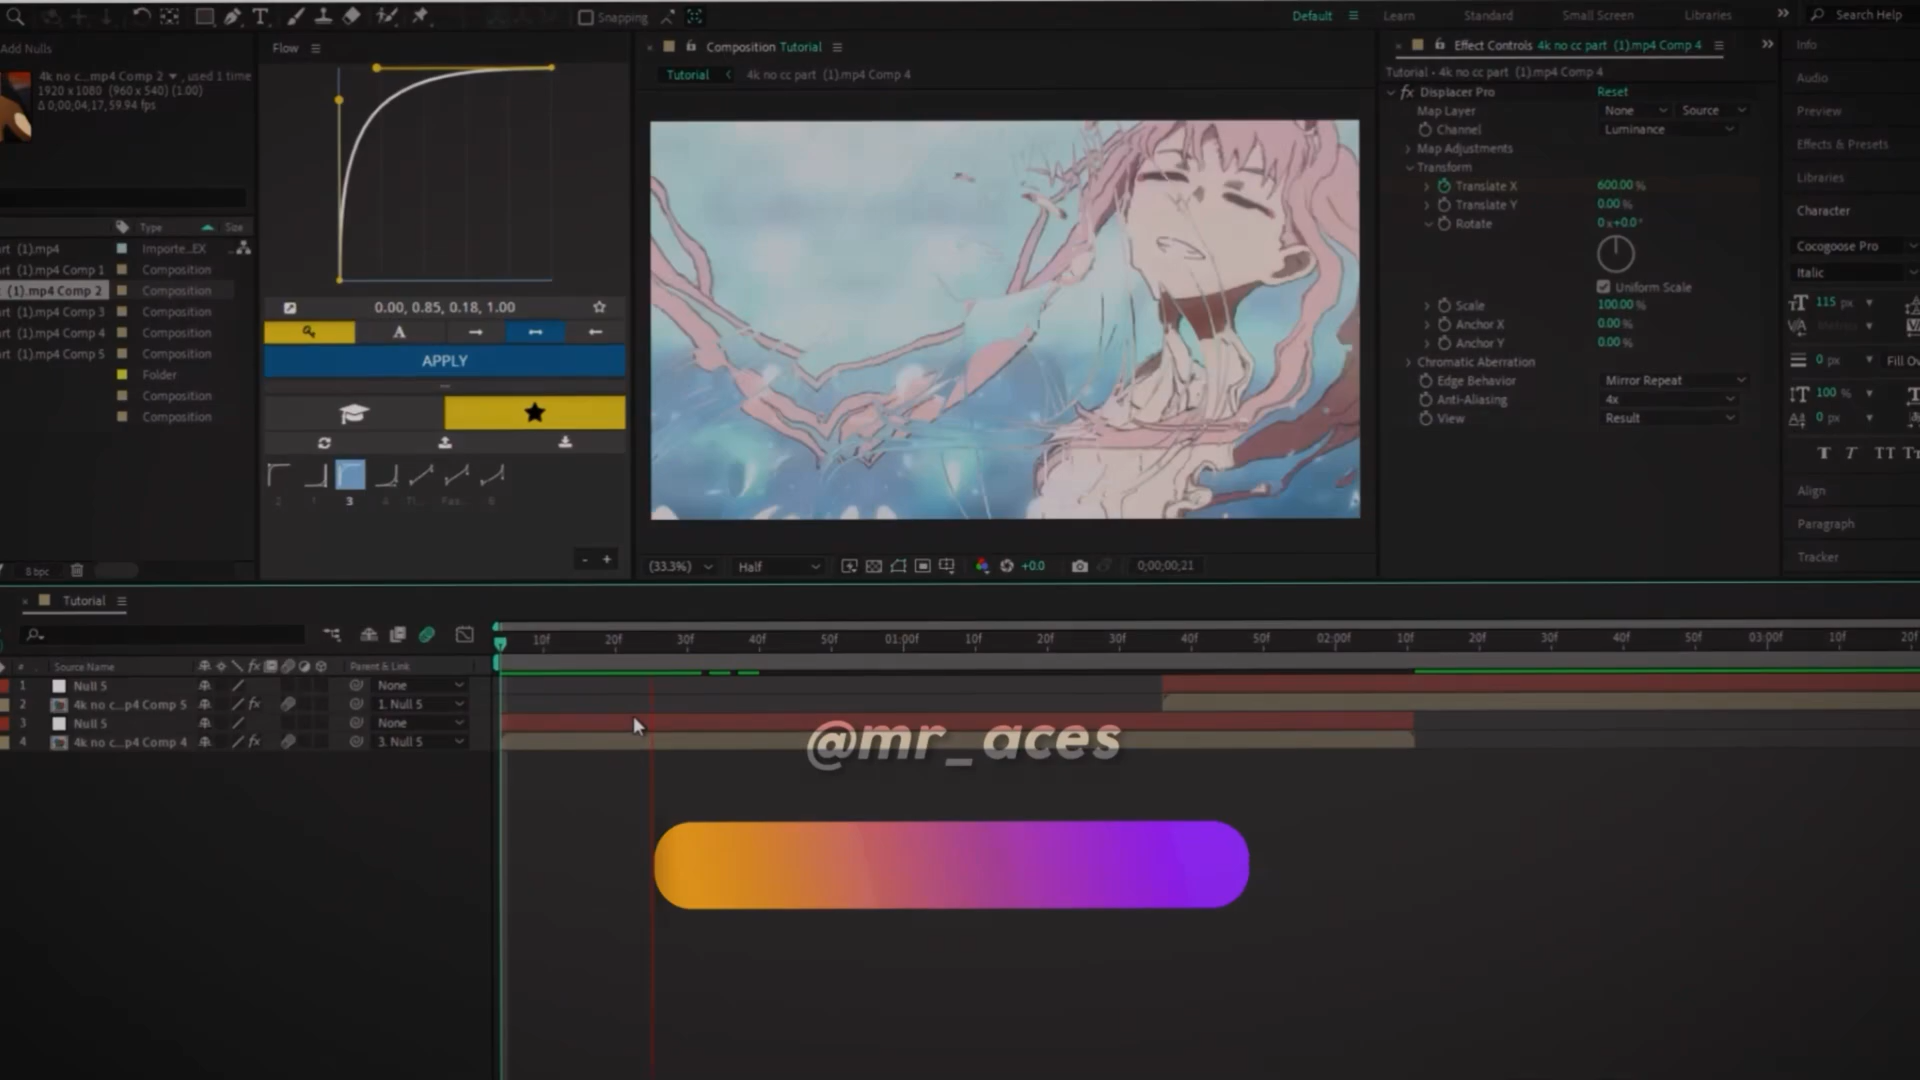 Snapping
Default
Learn
Standard
Small Screen
Libraries
Search Help
Add Nulls
4k no c...mp4 Comp 2 , used 1 time
1920 x 1080 (960 x 540) (1.00)
Δ 0;00;04;17, 59.94 fps
Type
Size
rt (1).mp4
Importe...EX
rt (1).mp4 Comp 1
Composition
(1).mp4 Comp 2
Composition
rt (1).mp4 Comp 3
Composition
rt (1).mp4 Comp 4
Composition
rt (1).mp4 Comp 5
Composition
Folder
Composition
Composition
8 bpc
Flow
0.00, 0.85, 0.18, 1.00
A
APPLY
2 1 3 4
Composition Tutorial
Tutorial
4k no cc part (1).mp4 Comp 4
(33.3%)
Half
+0.0
0;00;00;21
Effect Controls 4k no cc part (1).mp4 Comp 4
Tutorial • 4k no cc part (1).mp4 Comp 4
fx Displacer Pro
Reset
Map Layer
None
Source
Channel
Luminance
Map Adjustments
Transform
Translate X
600.00 %
Translate Y
0.00 %
Rotate
0x+0.0°
Uniform Scale
Scale
100.00 %
Anchor X
0.00 %
Anchor Y
0.00 %
Chromatic Aberration
Edge Behavior
Mirror Repeat
Anti-Aliasing
4x
View
Result
Info
Audio
Preview
Effects & Presets
Libraries
Character
Cocogoose Pro
Italic
115 px
Metrics
0 px
Fill Ov
100 %
0 px
T T TT Tr
Align
Paragraph
Tracker
Tutorial
10f 20f 30f 40f 50f 01:00f 10f 20f 30f 40f 50f 02:00f 10f 20f 30f 40f 50f 03:00f 10f 20f
# Source Name
fx
Parent & Link
1 Null 5
None
2 4k no c...p4 Comp 5
fx
1. Null 5
3 Null 5
None
4 4k no c...p4 Comp 4
fx
3. Null 5
@mr_aces